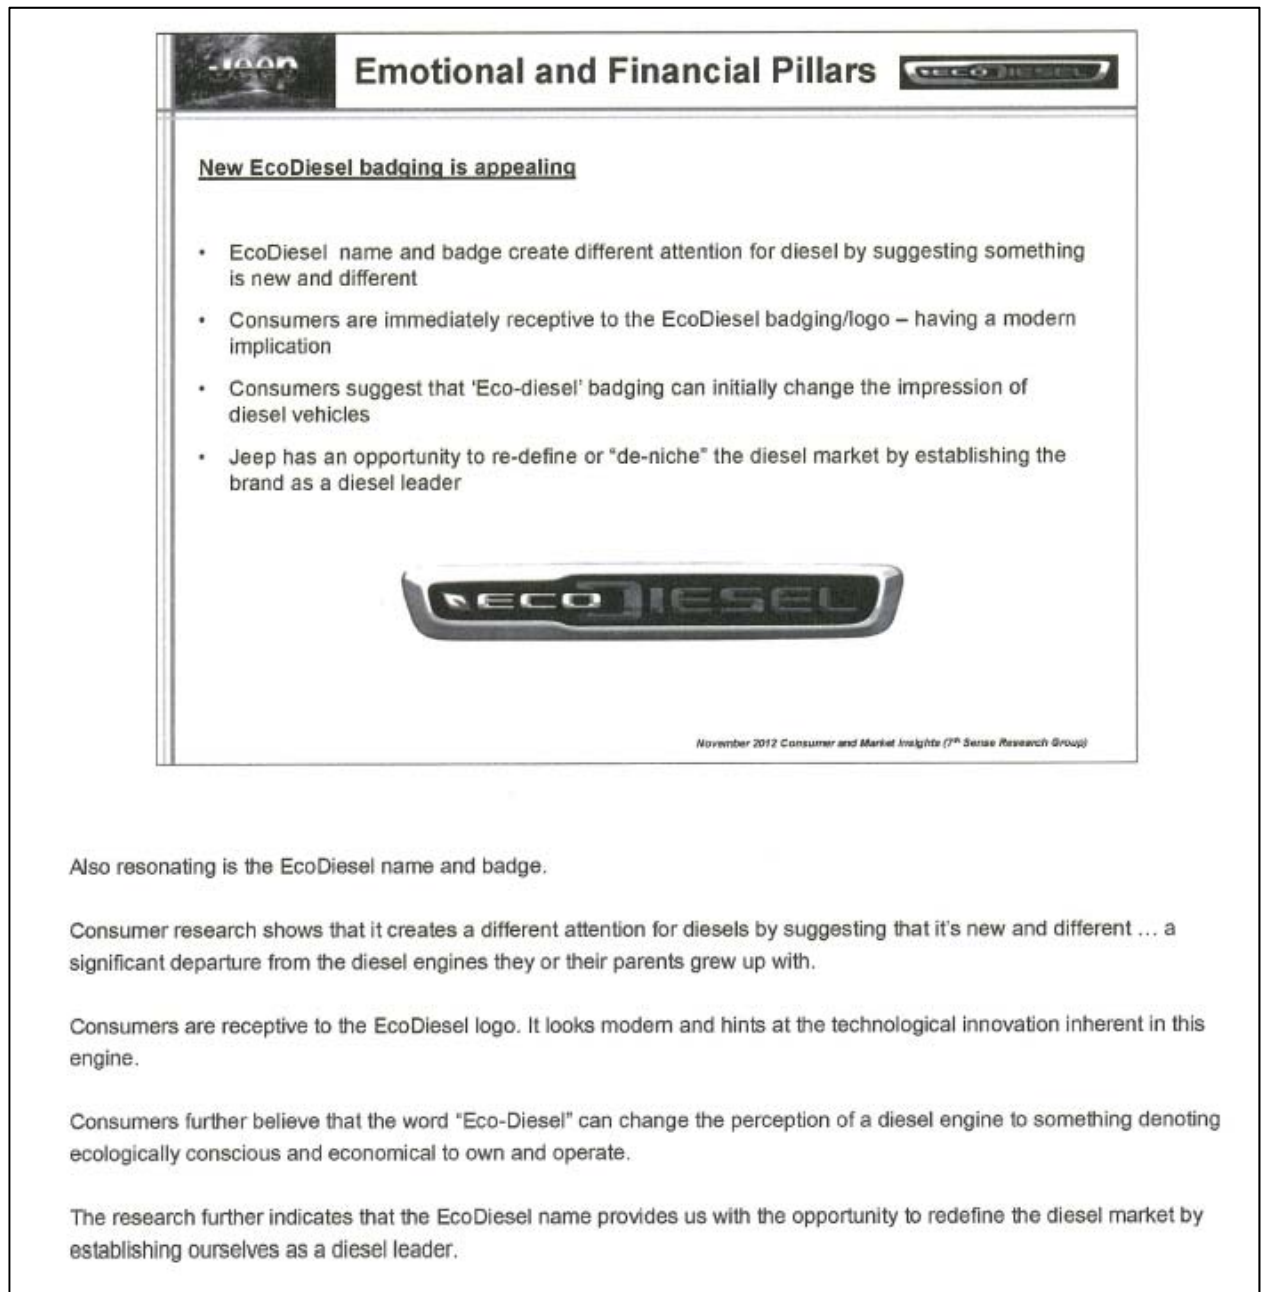 Jeep
Emotional and Financial Pillars
ECODIESEL
New EcoDiesel badging is appealing
• EcoDiesel name and badge create different attention for diesel by suggesting something
is new and different
• Consumers are immediately receptive to the EcoDiesel badging/logo – having a modern
implication
• Consumers suggest that 'Eco-diesel' badging can initially change the impression of
diesel vehicles
• Jeep has an opportunity to re-define or “de-niche” the diesel market by establishing the
brand as a diesel leader
ECODIESEL
November 2012 Consumer and Market Insights (7th Sense Research Group)
Also resonating is the EcoDiesel name and badge.
Consumer research shows that it creates a different attention for diesels by suggesting that it's new and different … a
significant departure from the diesel engines they or their parents grew up with.
Consumers are receptive to the EcoDiesel logo. It looks modern and hints at the technological innovation inherent in this
engine.
Consumers further believe that the word “Eco-Diesel” can change the perception of a diesel engine to something denoting
ecologically conscious and economical to own and operate.
The research further indicates that the EcoDiesel name provides us with the opportunity to redefine the diesel market by
establishing ourselves as a diesel leader.